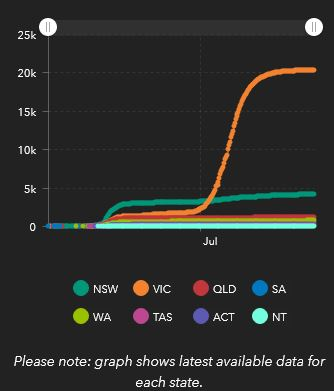 25k
20k
15k
10k
5k
0
Jul
NSW VIC QLD SA
WA TAS ACT NT
Please note: graph shows latest available data for
each state.